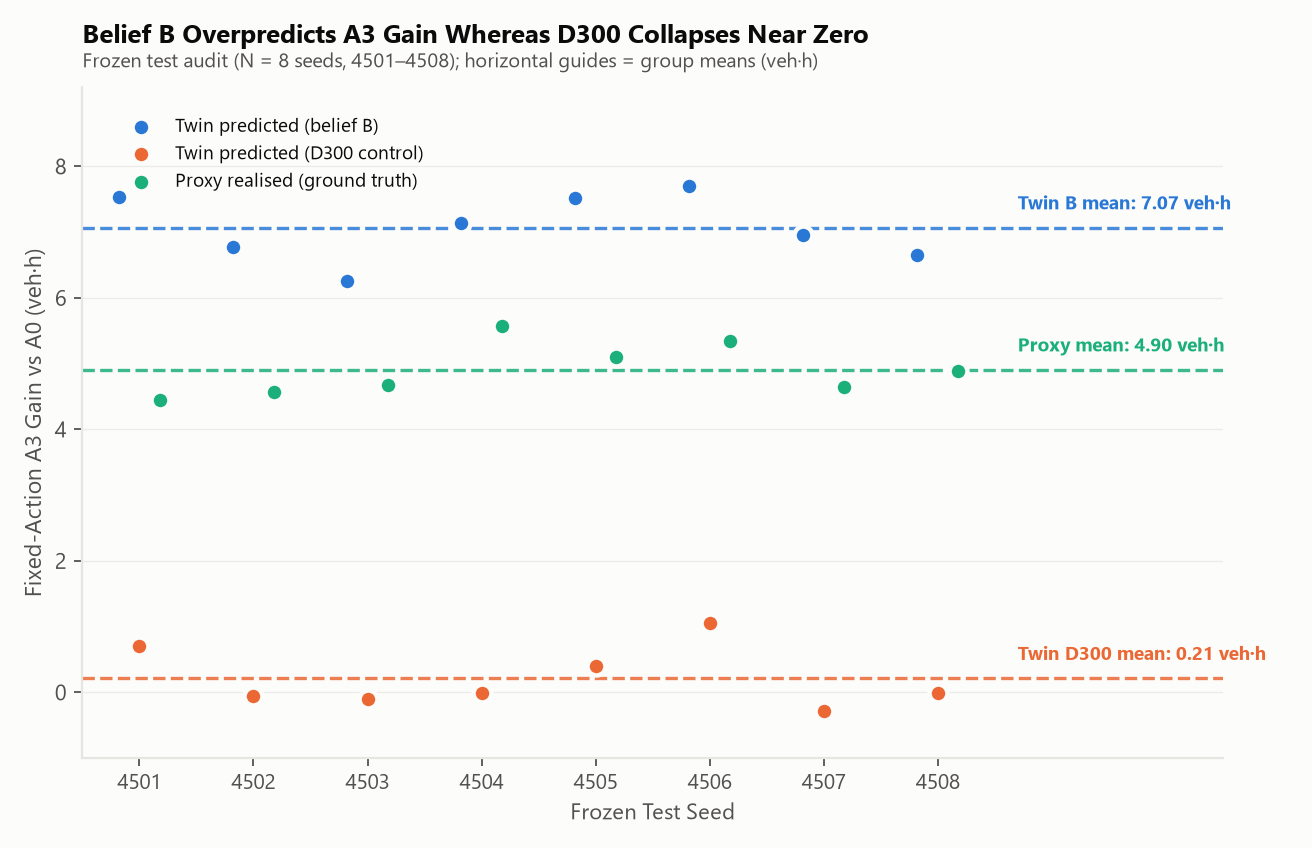 Belief B Overpredicts A3 Gain Whereas D300 Collapses Near Zero
Frozen test audit (N = 8 seeds, 4501–4508); horizontal guides = group means (veh·h)
Twin predicted (belief B)
Twin predicted (D300 control)
Proxy realised (ground truth)
8
6
4
2
0
Fixed-Action A3 Gain vs A0 (veh·h)
Twin B mean: 7.07 veh·h
Proxy mean: 4.90 veh·h
Twin D300 mean: 0.21 veh·h
4501 4502 4503 4504 4505 4506 4507 4508
Frozen Test Seed